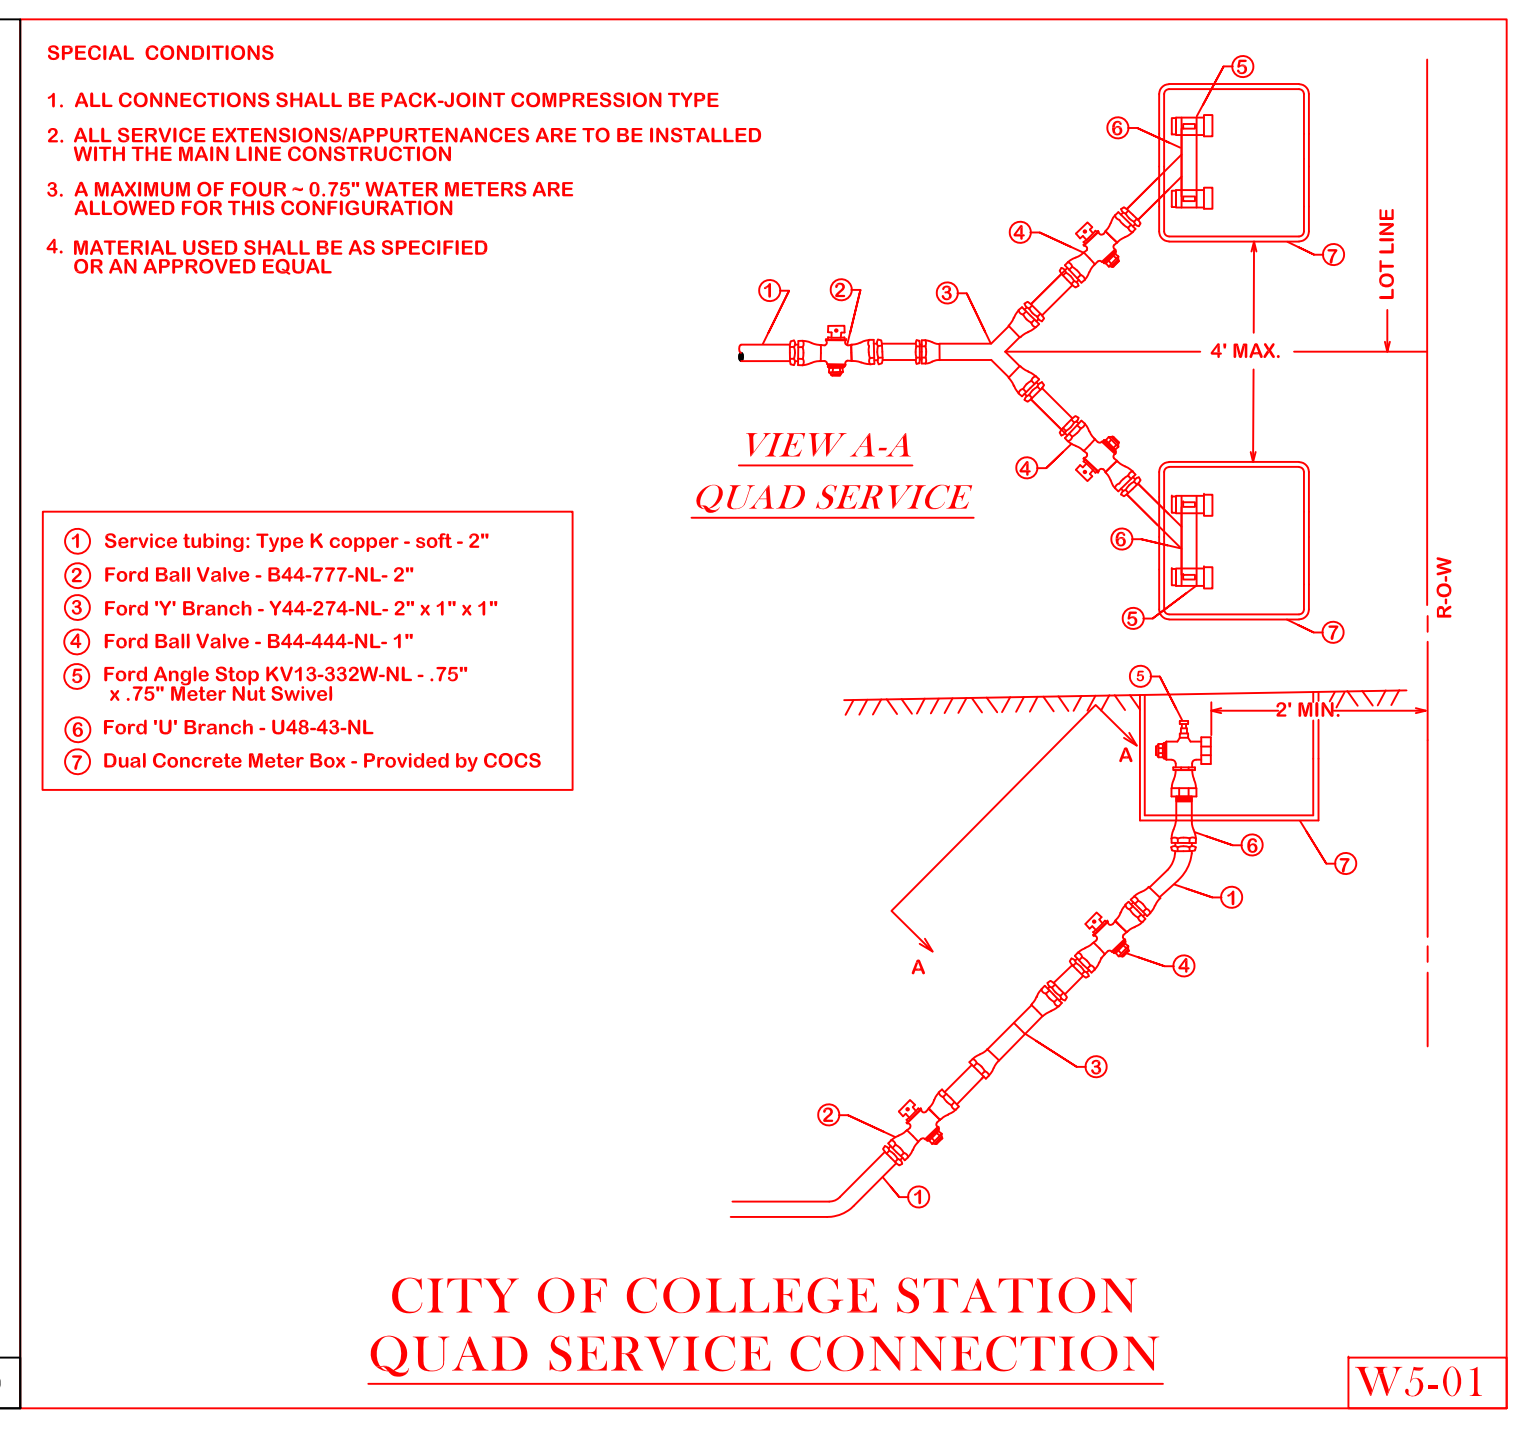 SPECIAL CONDITIONS
1. ALL CONNECTIONS SHALL BE PACK-JOINT COMPRESSION TYPE
2. ALL SERVICE EXTENSIONS/APPURTENANCES ARE TO BE INSTALLED
WITH THE MAIN LINE CONSTRUCTION
3. A MAXIMUM OF FOUR ~ 0.75" WATER METERS ARE
ALLOWED FOR THIS CONFIGURATION
4. MATERIAL USED SHALL BE AS SPECIFIED
OR AN APPROVED EQUAL
5
6
4
7
LOT LINE
1
2
3
4' MAX.
VIEW A-A
QUAD SERVICE
4
6
5
7
R-O-W
1 Service tubing: Type K copper - soft - 2"
2 Ford Ball Valve - B44-777-NL- 2"
3 Ford 'Y' Branch - Y44-274-NL- 2" x 1" x 1"
4 Ford Ball Valve - B44-444-NL- 1"
5 Ford Angle Stop KV13-332W-NL - .75"
x .75" Meter Nut Swivel
6 Ford 'U' Branch - U48-43-NL
7 Dual Concrete Meter Box - Provided by COCS
5
2' MIN.
A
6
7
1
A
4
3
2
1
CITY OF COLLEGE STATION
QUAD SERVICE CONNECTION
W5-01